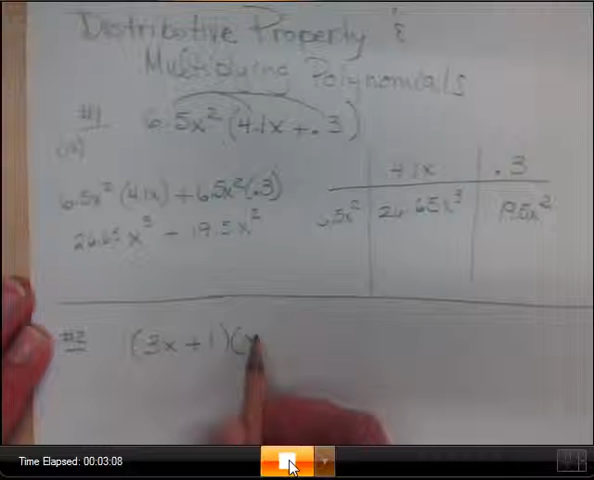 Distributive Property &
Multiplying Polynomials
#1
6.5x² (4.1x + .3)
6.5x² (4.1x) + 6.5x² (.3)
26.65x³ - 19.5x²
4.1x .3
6.5x² 26.65x³ 19.5x²
#2 (3x + 1)(x
Time Elapsed: 00:03:08